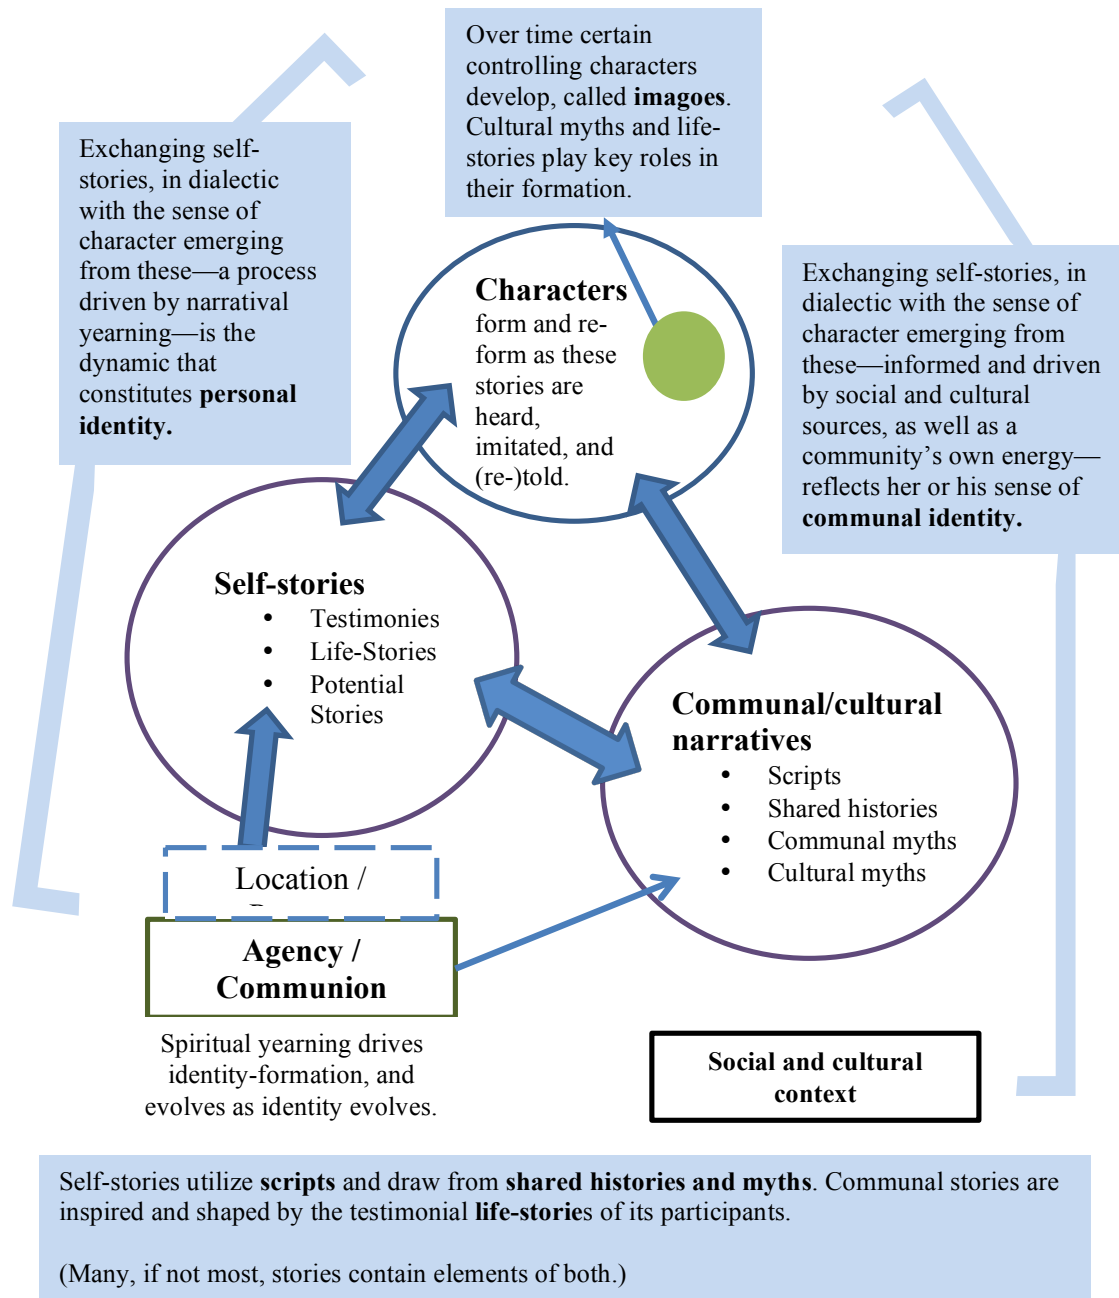 Over time certain
controlling characters
develop, called imagoes.
Cultural myths and life-
stories play key roles in
their formation.
Exchanging self-
stories, in dialectic
with the sense of
character emerging
from these—a process
driven by narratival
yearning—is the
dynamic that
constitutes personal
identity.
Characters
form and re-
form as these
stories are
heard,
imitated, and
(re-)told.
Exchanging self-stories, in
dialectic with the sense of
character emerging from
these—informed and driven
by social and cultural
sources, as well as a
community’s own energy—
reflects her or his sense of
communal identity.
Self-stories
• Testimonies
• Life-Stories
• Potential
Stories
Communal/cultural
narratives
• Scripts
• Shared histories
• Communal myths
• Cultural myths
Location /
Agency /
Communion
Spiritual yearning drives
identity-formation, and
evolves as identity evolves.
Social and cultural
context
Self-stories utilize scripts and draw from shared histories and myths. Communal stories are
inspired and shaped by the testimonial life-stories of its participants.
(Many, if not most, stories contain elements of both.)